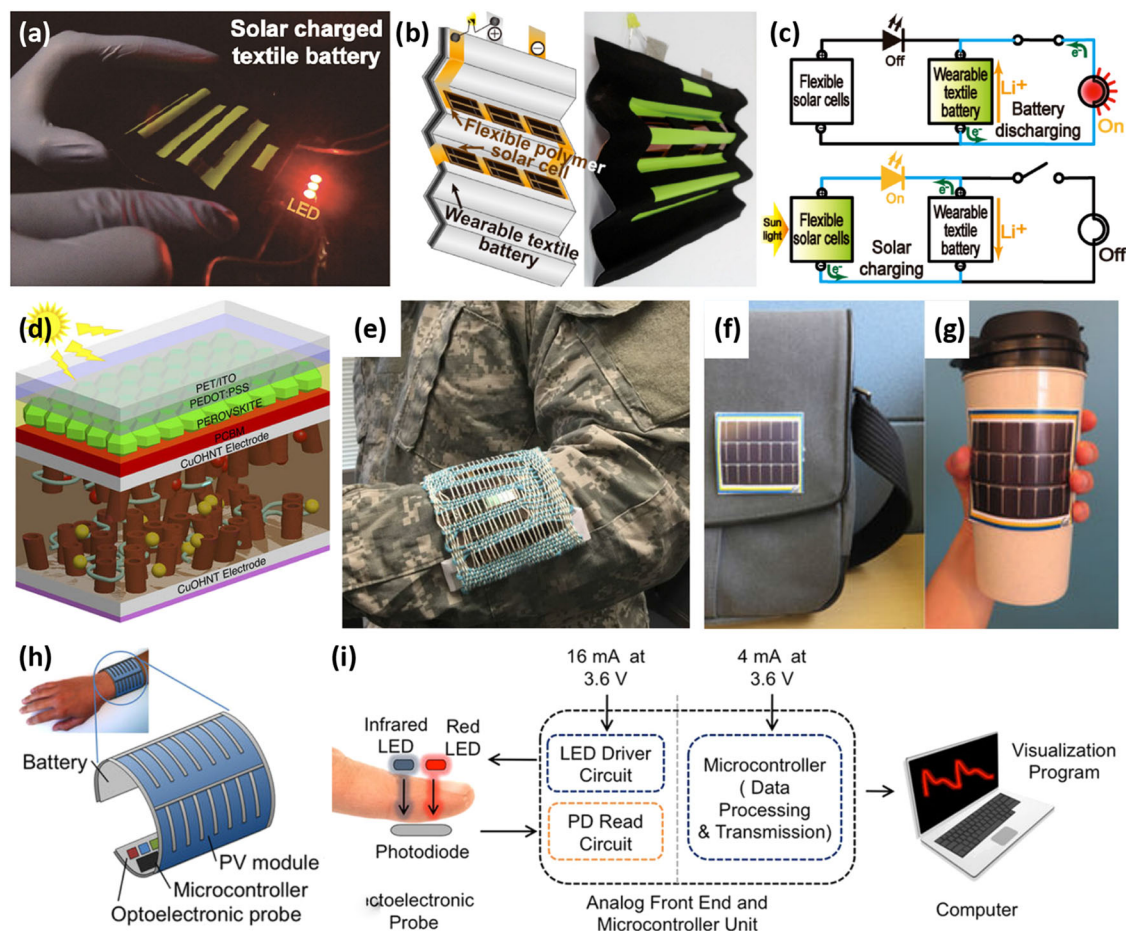 (a)
Solar charged
textile battery
LED
(b)
+
−
Flexible polymer
solar cell
Wearable textile
battery
(c)
Off
Flexible
solar cells
Wearable
textile
battery
Li+
Battery
discharging
e-
e-
On
On
e-
Sun
light
Flexible
solar cells
Solar
charging
e-
Wearable
textile
battery
Li+
Off
(d)
PET/ITO
PEDOT:PSS
PEROVSKITE
PCBM
CuOHNT Electrode
CuOHNT Electrode
(e)
(f)
(g)
(h)
Battery
PV module
Microcontroller
Optoelectronic probe
(i)
16 mA at
3.6 V
4 mA at
3.6 V
Infrared
LED
Red
LED
Photodiode
ctoelectronic
Probe
LED Driver
Circuit
PD Read
Circuit
Microcontroller
( Data
Processing
& Transmission)
Analog Front End and
Microcontroller Unit
Visualization
Program
Computer